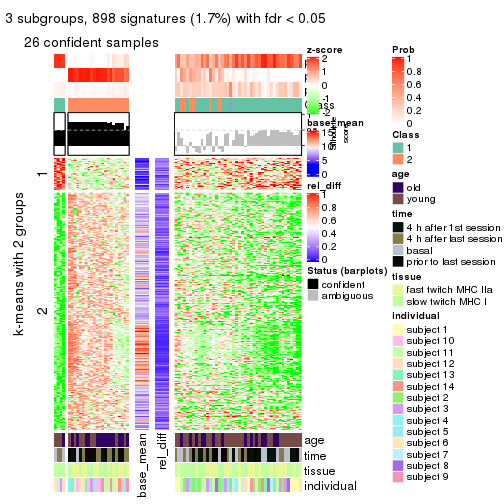 3 subgroups, 898 signatures (1.7%) with fdr < 0.05
26 confident samples
k-means with 2 groups
1
2
base_mean
rel_diff
age
time
tissue
individual
z-score
2
1
0
-1
-2
base_mean
15
10
5
0
rel_diff
1
0.8
0.6
0.4
0.2
0
Status (barplots)
confident
ambiguous
Prob
1
0.8
0.6
0.4
0.2
0
Class
1
2
age
old
young
time
4 h after 1st session
4 h after last session
basal
prior to last session
tissue
fast twitch MHC IIa
slow twitch MHC I
individual
subject 1
subject 10
subject 11
subject 12
subject 13
subject 14
subject 2
subject 3
subject 4
subject 5
subject 6
subject 7
subject 8
subject 9